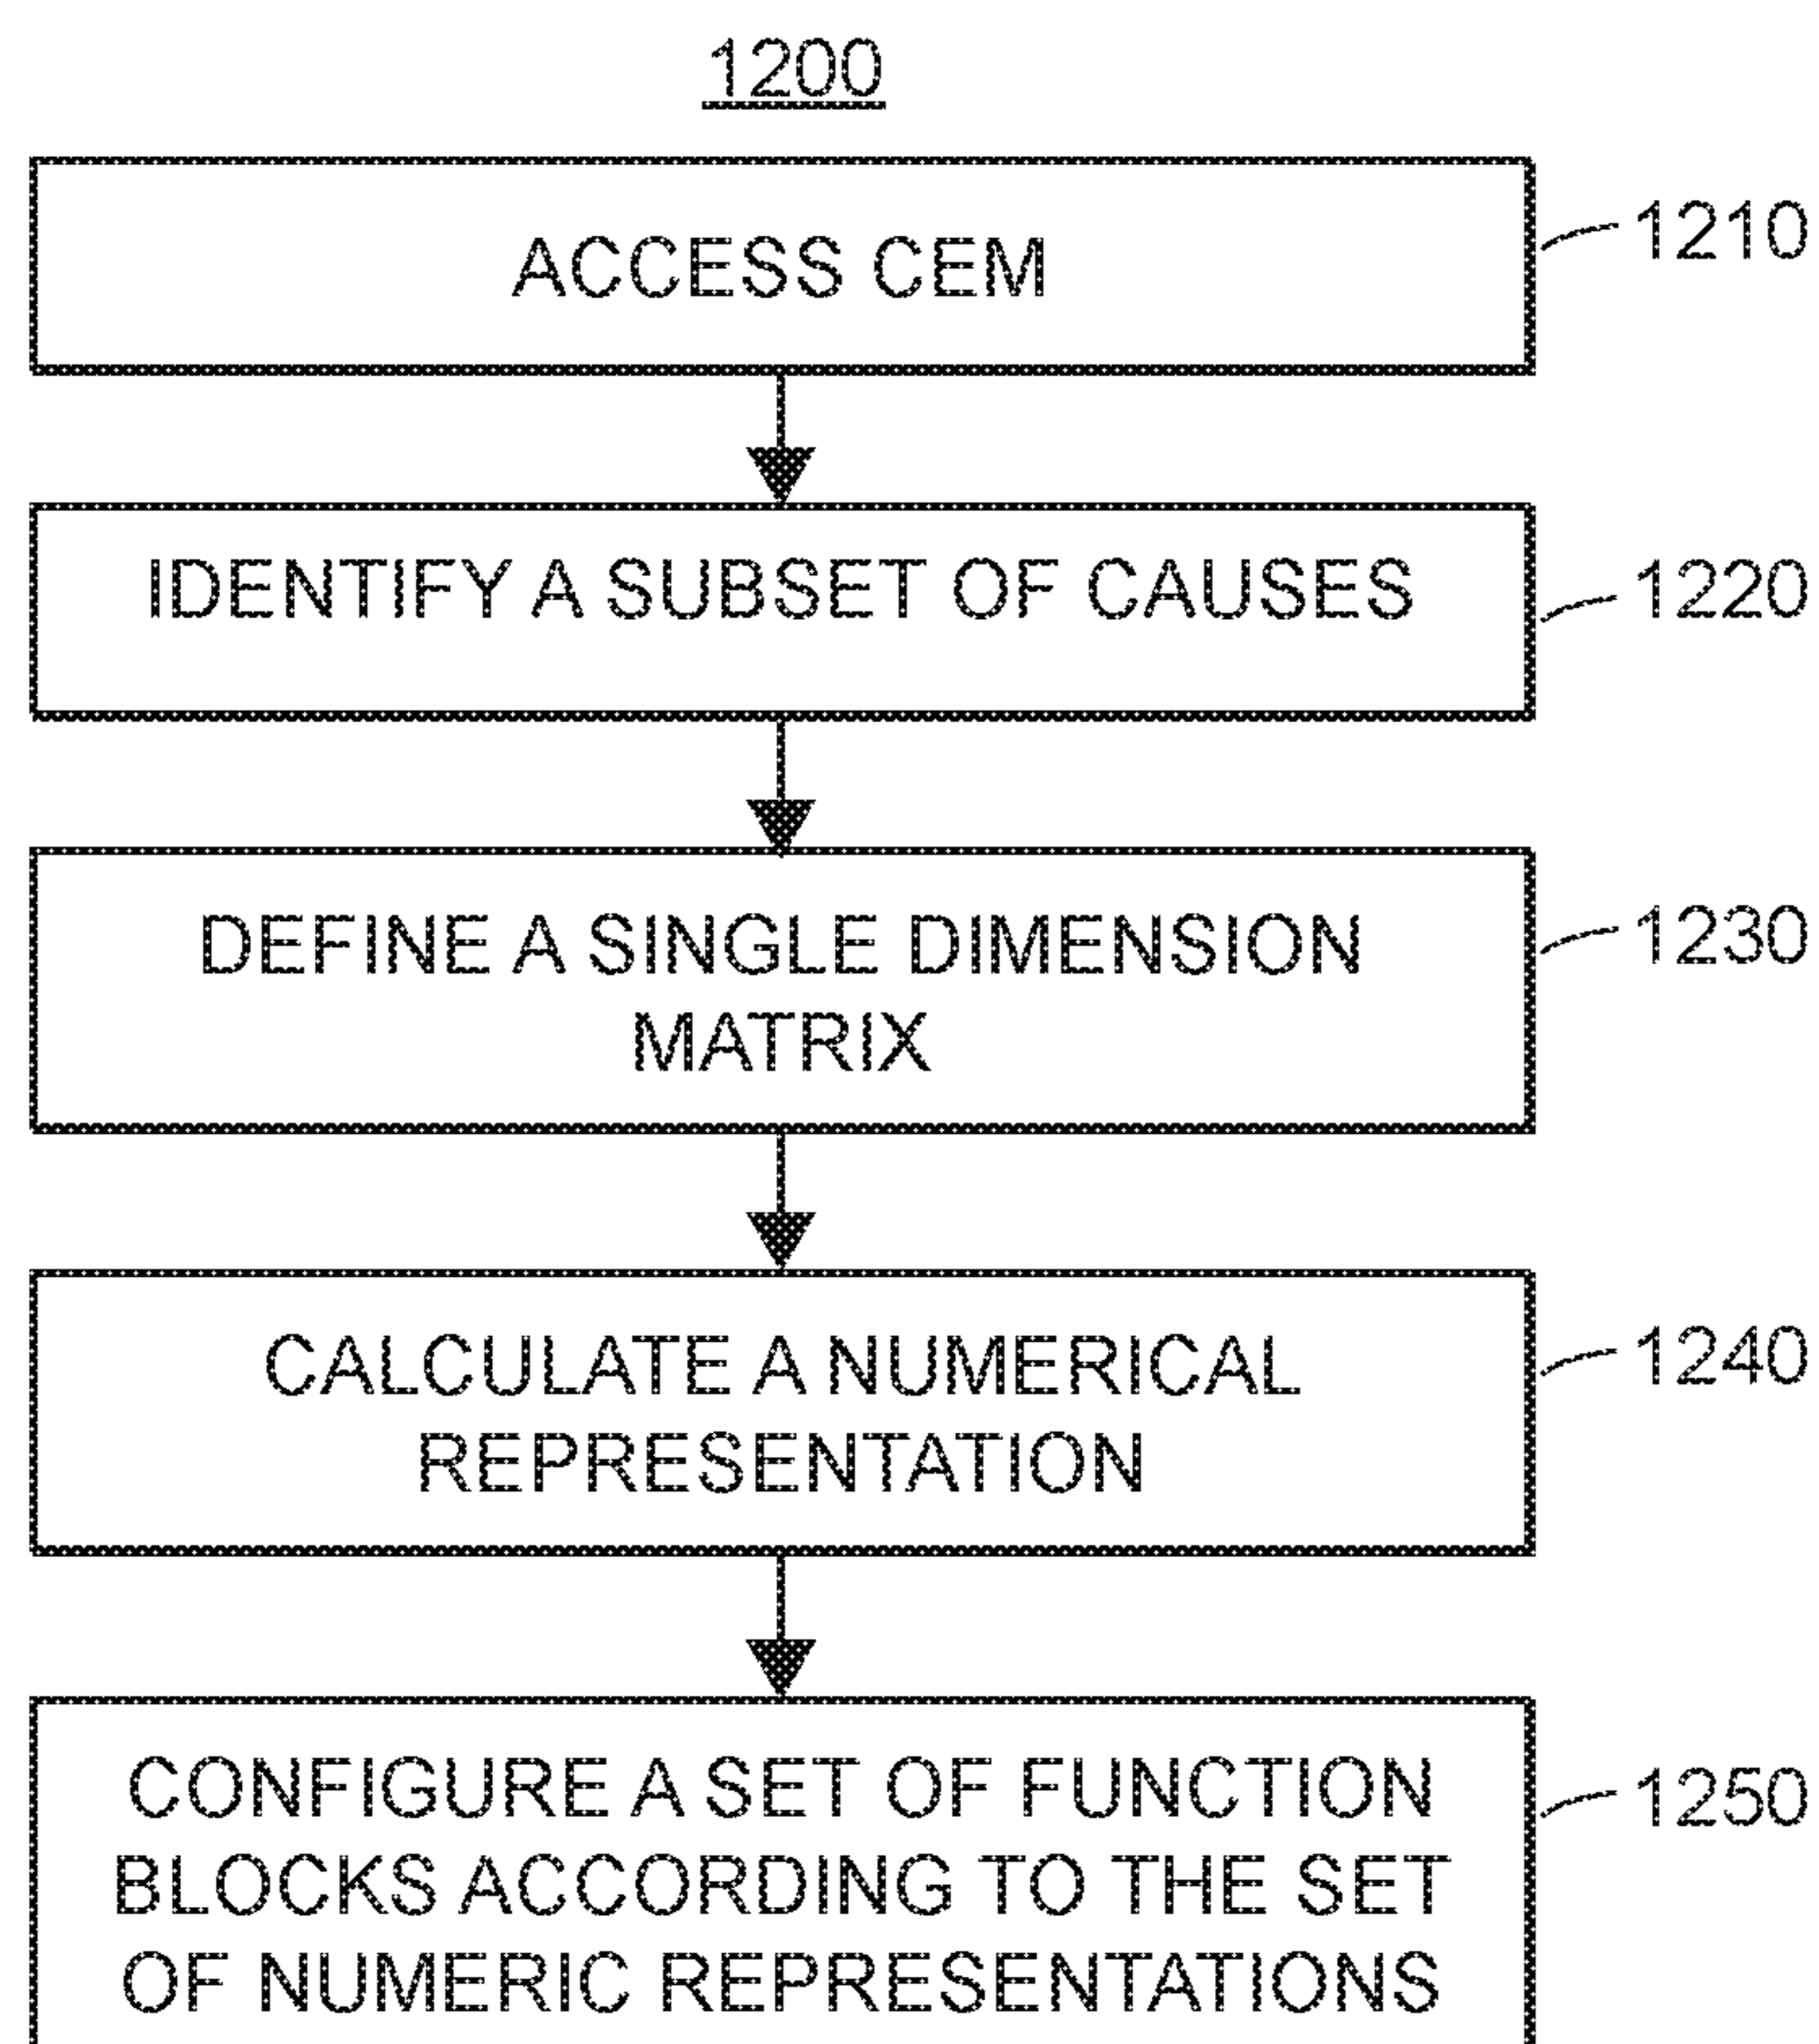 1200
ACCESS CEM
1210
IDENTIFY A SUBSET OF CAUSES
1220
DEFINE A SINGLE DIMENSION
MATRIX
1230
CALCULATE A NUMERICAL
REPRESENTATION
1240
CONFIGURE A SET OF FUNCTION
BLOCKS ACCORDING TO THE SET
OF NUMERIC REPRESENTATIONS
1250